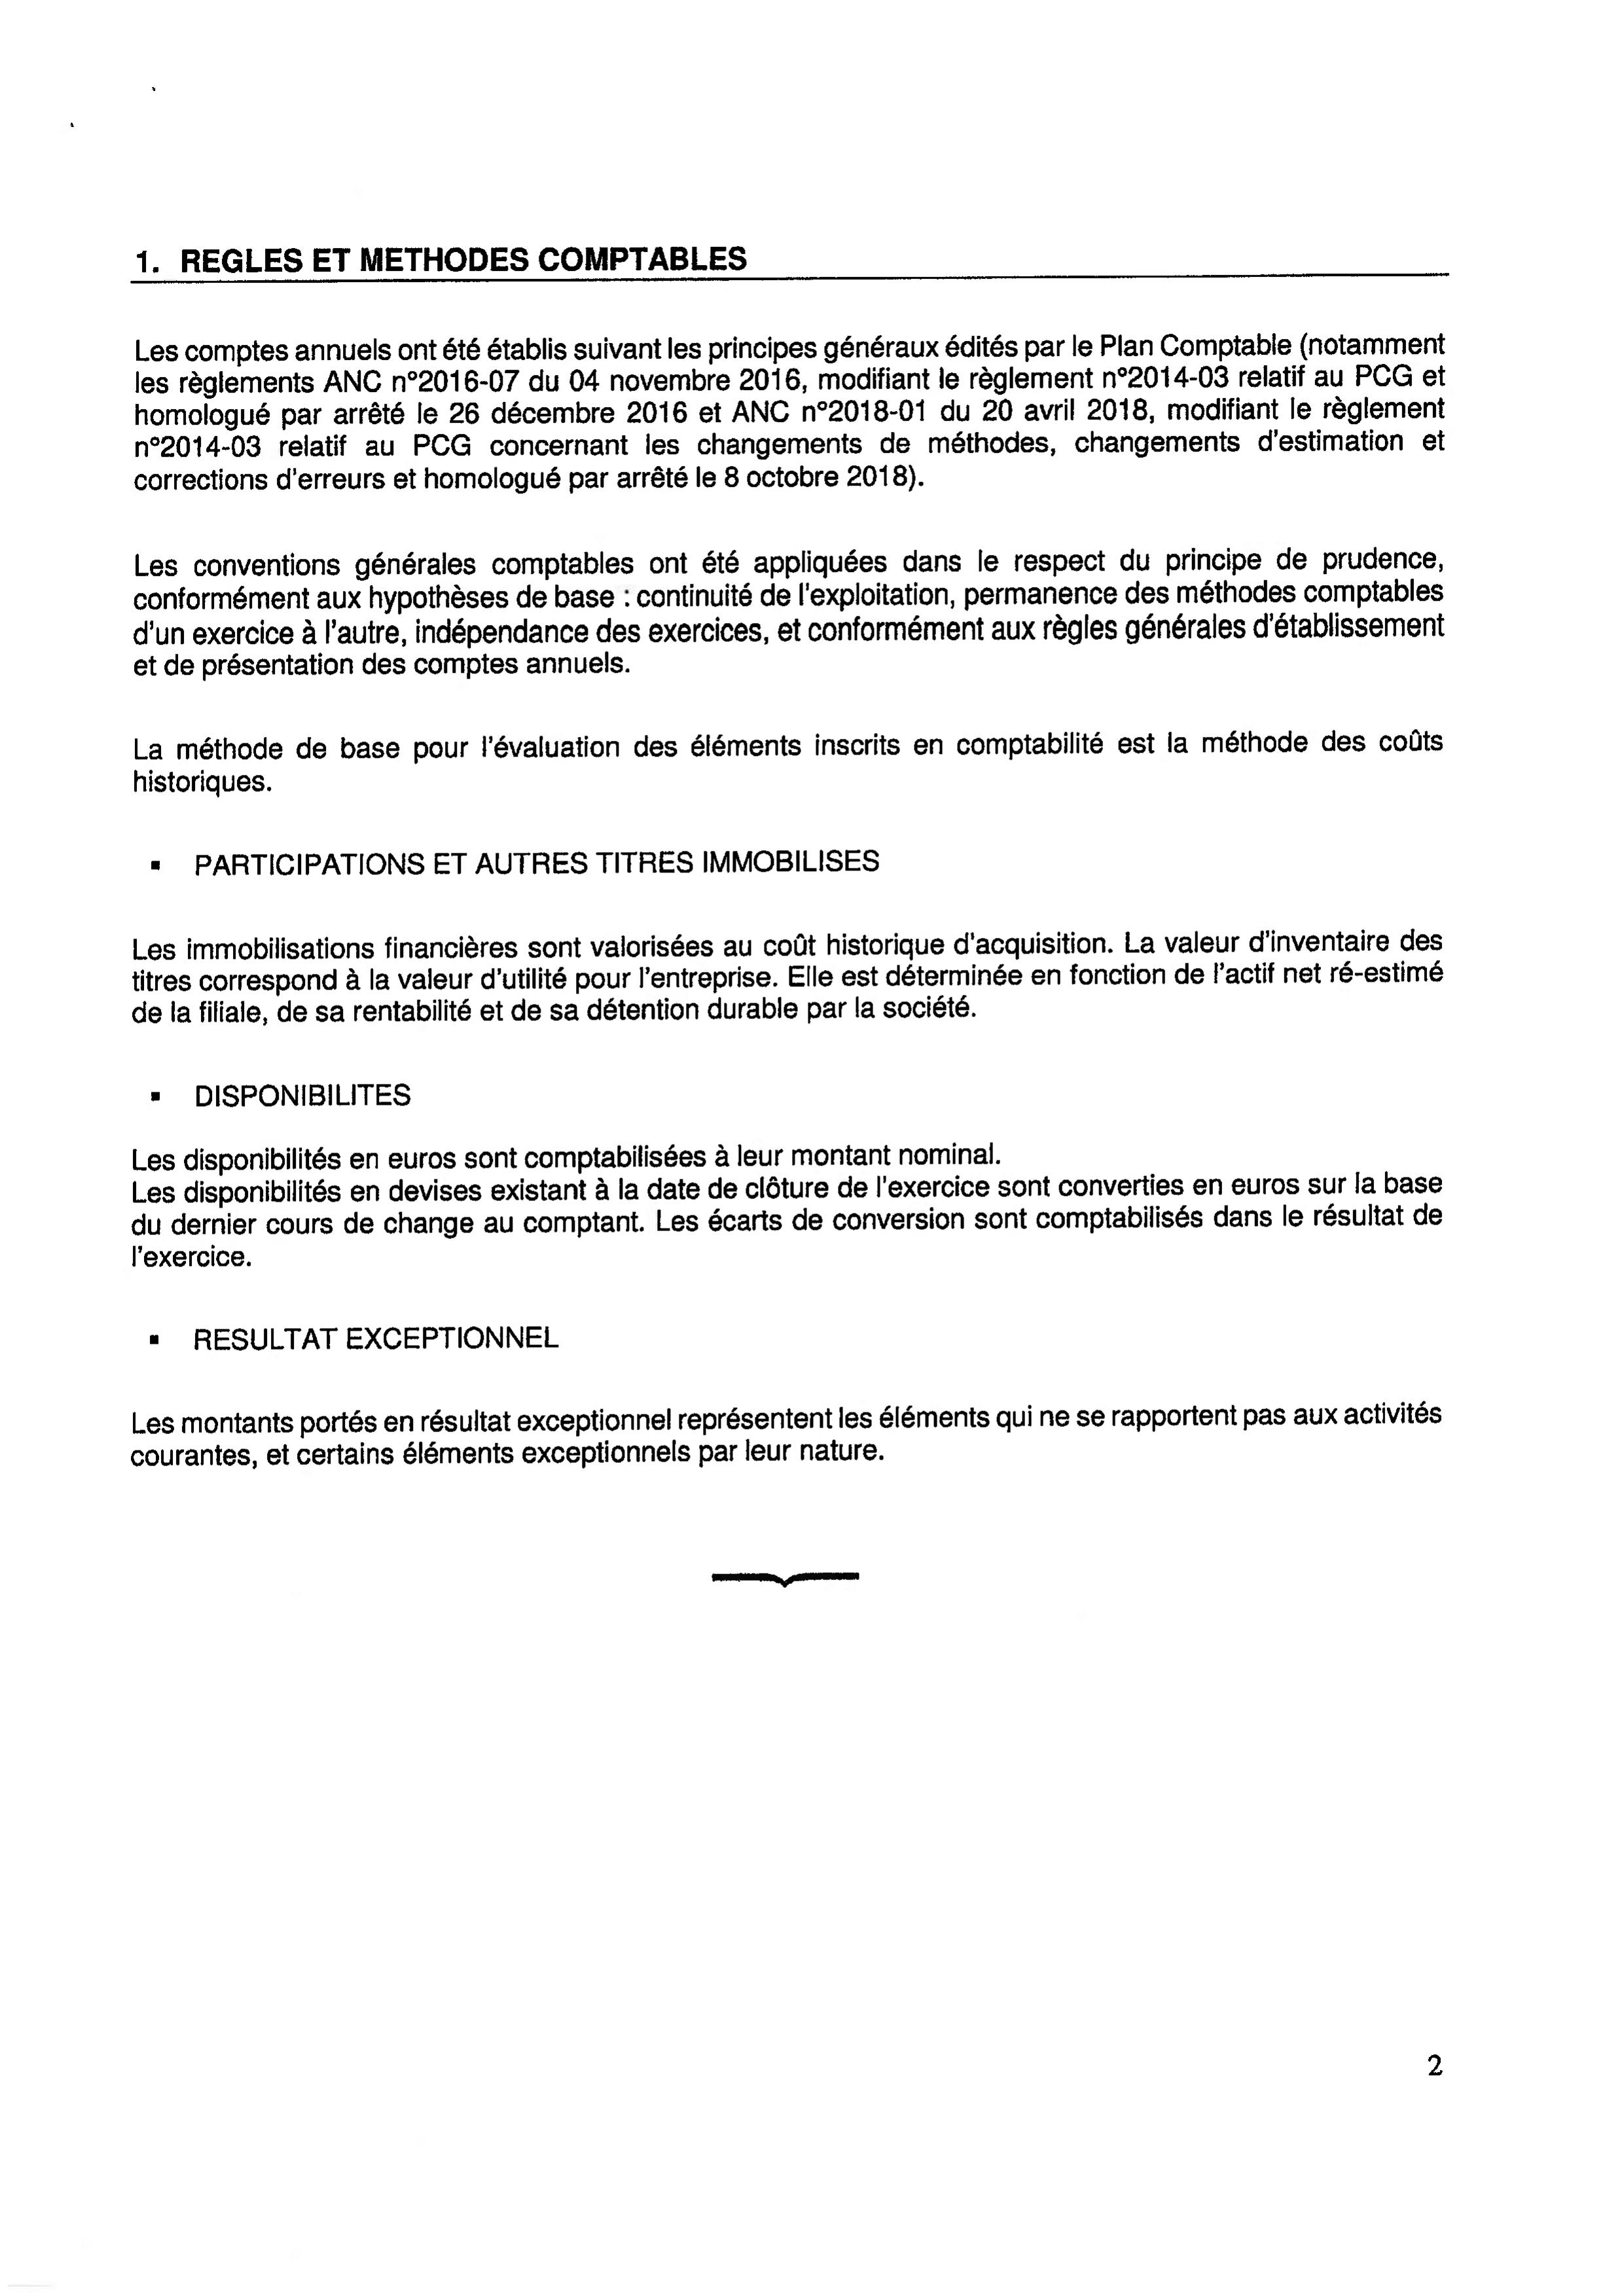 1. REGLES ET METHODES COMPTABLES
Les comptes annuels ont été établis suivant les principes généraux édités par le Plan Comptable (notamment
les règlements ANC n°2016-07 du 04 novembre 2016, modifiant le règlement n°2014-03 relatif au PCG et
homologué par arrêté le 26 décembre 2016 et ANC n°2018-01 du 20 avril 2018, modifiant le règlement
n°2014-03 relatif au PCG concernant les changements de méthodes, changements d'estimation et
corrections d'erreurs et homologué par arrêté le 8 octobre 2018).
Les conventions générales comptables ont été appliquées dans le respect du principe de prudence,
conformément aux hypothèses de base : continuité de l'exploitation, permanence des méthodes comptables
d'un exercice à l'autre, indépendance des exercices, et conformément aux règles générales d'établissement
et de présentation des comptes annuels.
La méthode de base pour l'évaluation des éléments inscrits en comptabilité est la méthode des coûts
historiques.
▪ PARTICIPATIONS ET AUTRES TITRES IMMOBILISES
Les immobilisations financières sont valorisées au coût historique d'acquisition. La valeur d'inventaire des
titres correspond à la valeur d'utilité pour l'entreprise. Elle est déterminée en fonction de l'actif net ré-estimé
de la filiale, de sa rentabilité et de sa détention durable par la société.
▪ DISPONIBILITES
Les disponibilités en euros sont comptabilisées à leur montant nominal.
Les disponibilités en devises existant à la date de clôture de l'exercice sont converties en euros sur la base
du dernier cours de change au comptant. Les écarts de conversion sont comptabilisés dans le résultat de
l'exercice.
▪ RESULTAT EXCEPTIONNEL
Les montants portés en résultat exceptionnel représentent les éléments qui ne se rapportent pas aux activités
courantes, et certains éléments exceptionnels par leur nature.
2